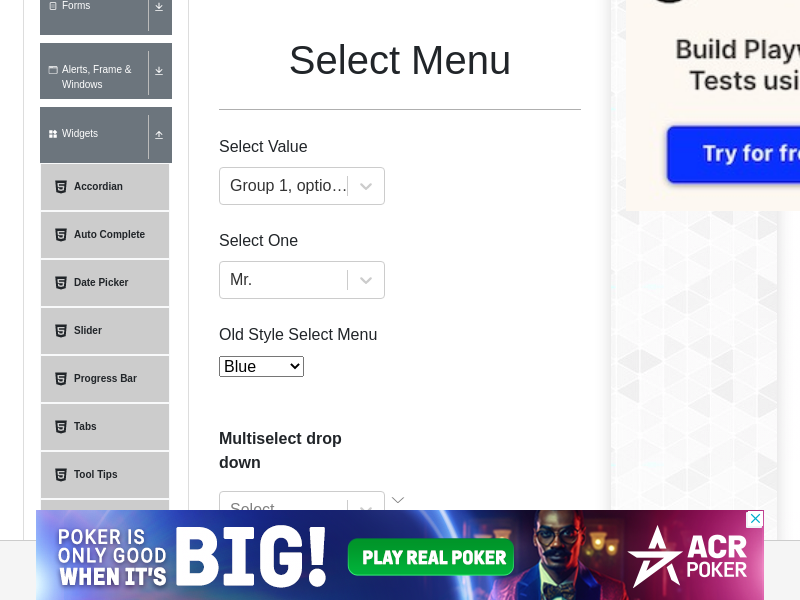 Forms
Alerts, Frame &
Windows
Widgets
Accordian
Auto Complete
Date Picker
Slider
Progress Bar
Tabs
Tool Tips
Select Menu
Select Value
Group 1, optio...
Select One
Mr.
Old Style Select Menu
Blue
Multiselect drop
down
Select...
Build Playw
Tests usi
Try for fre
POKER IS
ONLY GOOD
WHEN IT'S
BIG!
PLAY REAL POKER
ACR
POKER